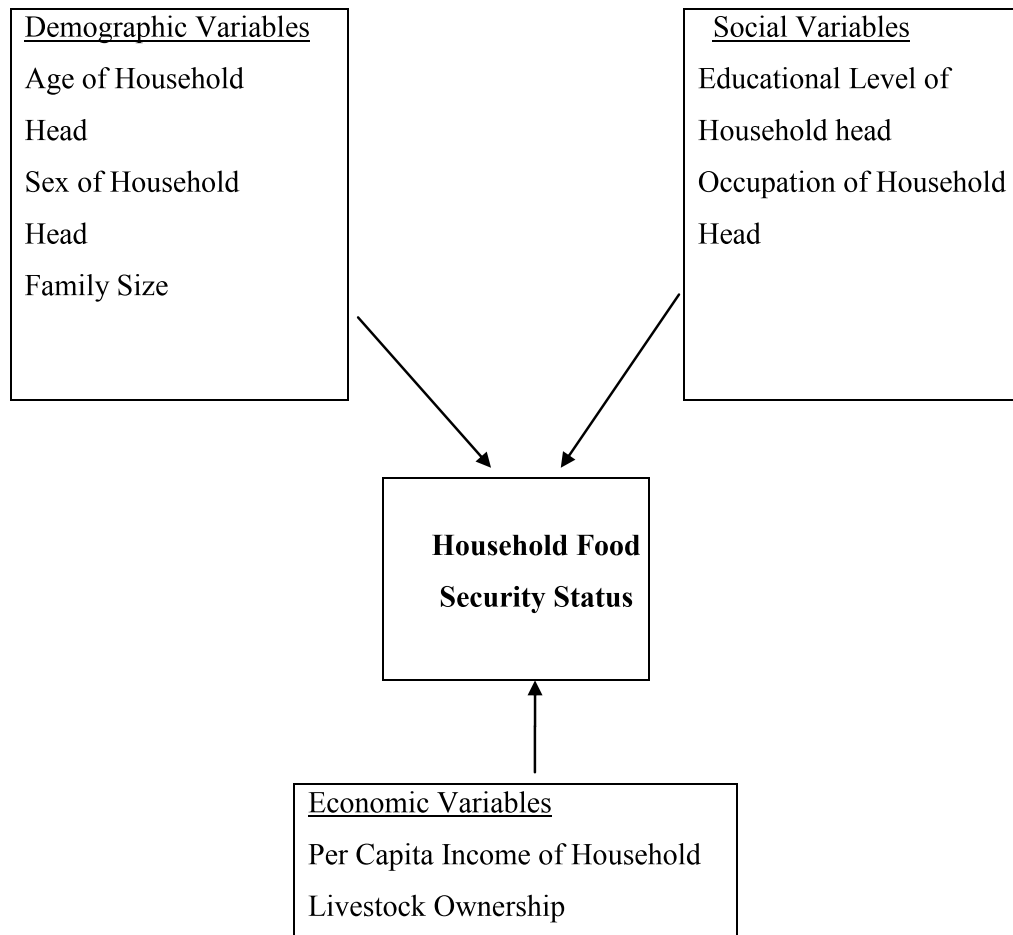 Demographic Variables
Age of Household
Head
Sex of Household
Head
Family Size
Social Variables
Educational Level of
Household head
Occupation of Household
Head
Household Food
Security Status
Economic Variables
Per Capita Income of Household
Livestock Ownership